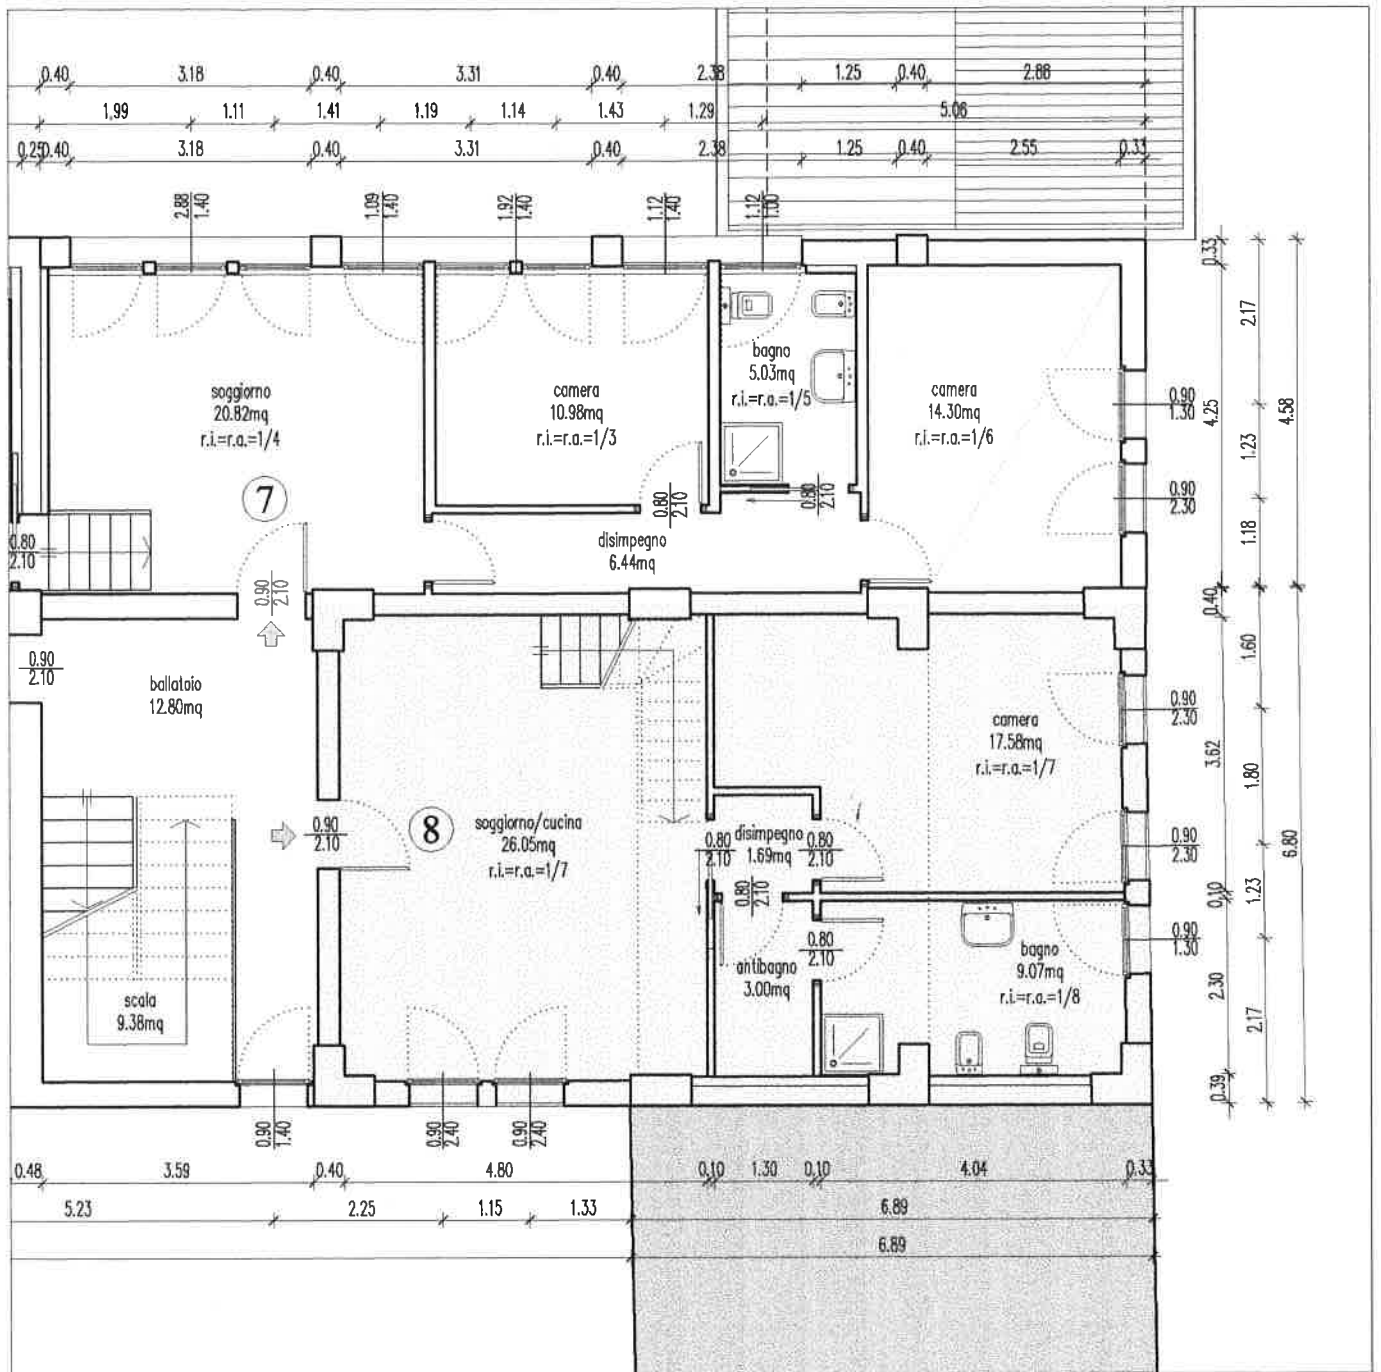 0.40 3.18 0.40 3.31 0.40 2.38 1.25 0.40 2.88
1.99 1.11 1.41 1.19 1.14 1.43 1.29 5.06
0.25 0.40 3.18 0.40 3.31 0.40 2.38 1.25 0.40 2.55 0.33
2.88 1.40
1.09 1.40
1.92 1.40
1.12 1.40
1.12 1.00
soggiorno
20.82mq
r.i.=r.a.=1/4
7
camera
10.98mq
r.i.=r.a.=1/3
bagno
5.03mq
r.i.=r.a.=1/5
camera
14.30mq
r.i.=r.a.=1/6
0.90
1.30
0.90
2.30
0.80
2.10
0.80
2.10
0.80
2.10
disimpegno
6.44mq
0.90
2.10
0.33
4.25
0.40
3.62
0.10
2.30
0.39
2.17
1.23
1.18
1.60
1.80
1.23
2.17
4.58
6.80
0.90
2.10
ballatoio
12.80mq
0.90
2.10
8
soggiorno/cucina
26.05mq
r.i.=r.a.=1/7
camera
17.58mq
r.i.=r.a.=1/7
0.90
2.30
0.90
2.30
0.90
1.30
0.80
2.10
disimpegno
1.69mq
0.80
2.10
0.80
2.10
0.80
2.10
antibagno
3.00mq
bagno
9.07mq
r.i.=r.a.=1/8
scala
9.38mq
0.90
1.40
0.90
2.40
0.90
2.40
0.48 3.59 0.40 4.80 0.10 1.30 0.10 4.04 0.33
5.23 2.25 1.15 1.33 6.89
6.89